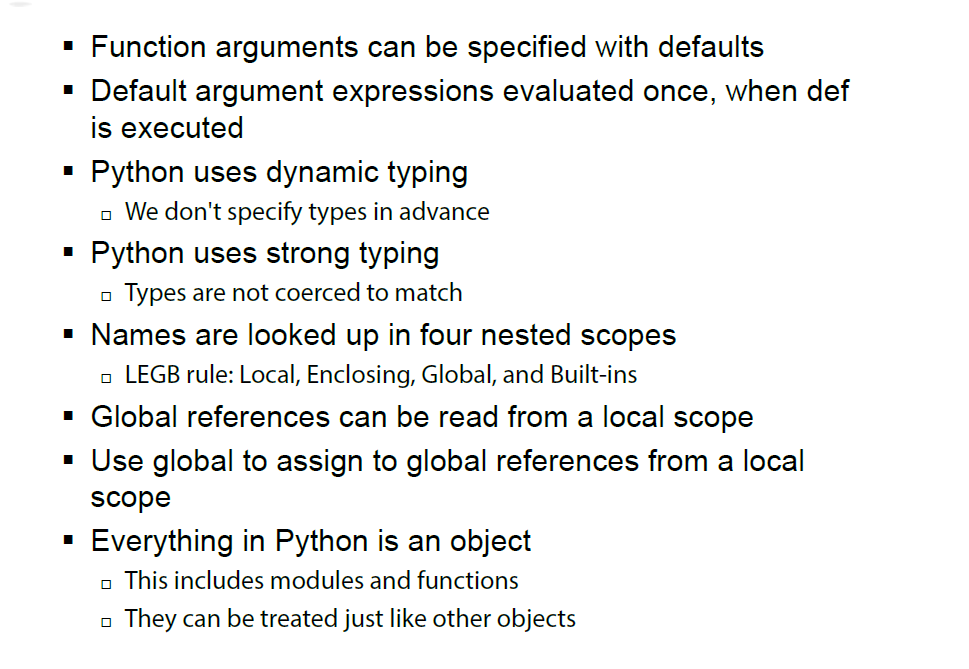 ▪ Function arguments can be specified with defaults
▪ Default argument expressions evaluated once, when def
is executed
▪ Python uses dynamic typing
▫ We don't specify types in advance
▪ Python uses strong typing
▫ Types are not coerced to match
▪ Names are looked up in four nested scopes
▫ LEGB rule: Local, Enclosing, Global, and Built-ins
▪ Global references can be read from a local scope
▪ Use global to assign to global references from a local
scope
▪ Everything in Python is an object
▫ This includes modules and functions
▫ They can be treated just like other objects